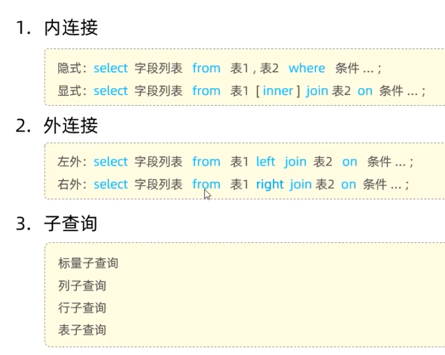 1. 内连接
隐式：select 字段列表 from 表1 , 表2 where 条件 ... ;
显式：select 字段列表 from 表1 [ inner ] join 表2 on 条件 ... ;
2. 外连接
左外：select 字段列表 from 表1 left join 表2 on 条件 ... ;
右外：select 字段列表 from 表1 right join 表2 on 条件 ... ;
3. 子查询
标量子查询
列子查询
行子查询
表子查询